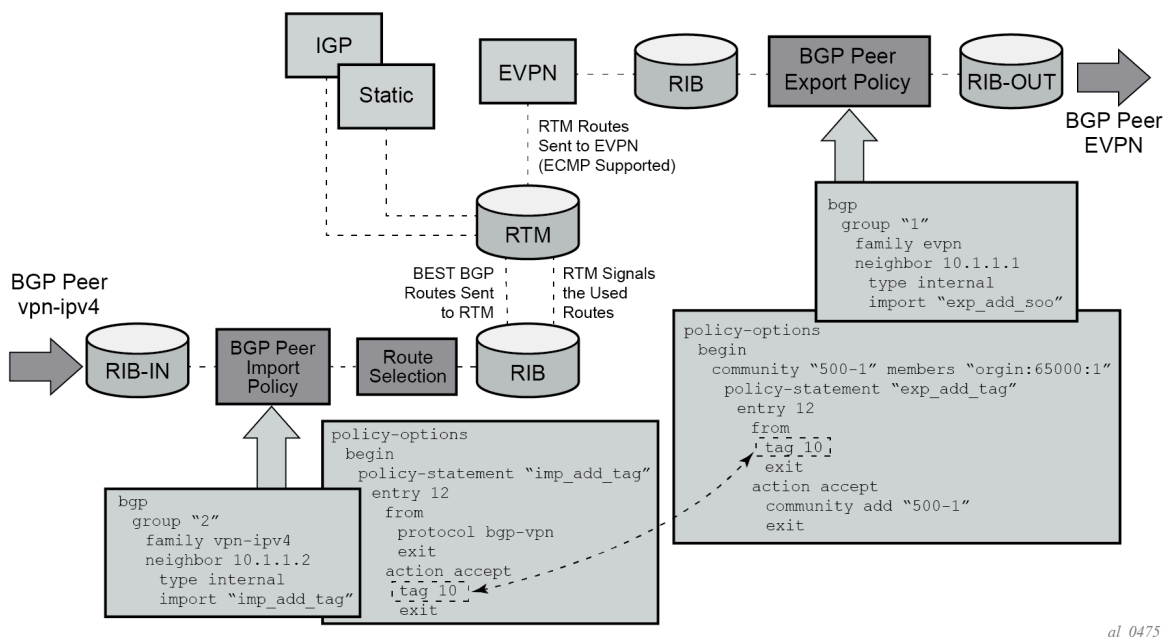 IGP
Static
EVPN
RIB
BGP Peer
Export Policy
RIB-OUT
BGP Peer
EVPN
RTM Routes
Sent to EVPN
(ECMP Supported)
RTM
BEST BGP
Routes Sent
to RTM
RTM Signals
the Used
Routes
BGP Peer
vpn-ipv4
RIB-IN
BGP Peer
Import
Policy
Route
Selection
RIB
bgp
group “1”
family evpn
neighbor 10.1.1.1
type internal
import “exp_add_soo”
policy-options
begin
community “500-1” members “orgin:65000:1”
policy-statement “exp_add_tag”
entry 12
from
tag 10
exit
action accept
community add “500-1”
exit
policy-options
begin
policy-statement “imp_add_tag”
entry 12
from
protocol bgp-vpn
exit
action accept
tag 10
exit
bgp
group “2”
family vpn-ipv4
neighbor 10.1.1.2
type internal
import “imp_add_tag”
al_0475